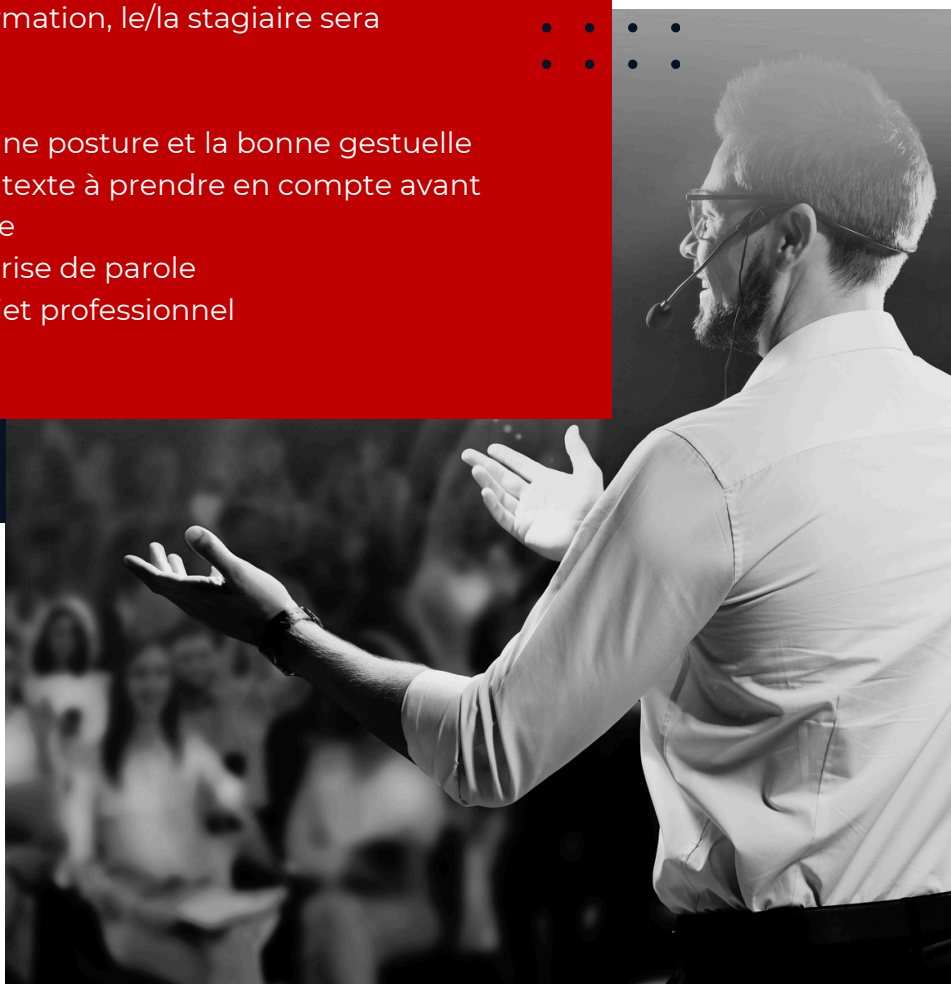 rmation, le/la stagiaire sera
ne posture et la bonne gestuelle
texte à prendre en compte avant
e
rise de parole
et professionnel